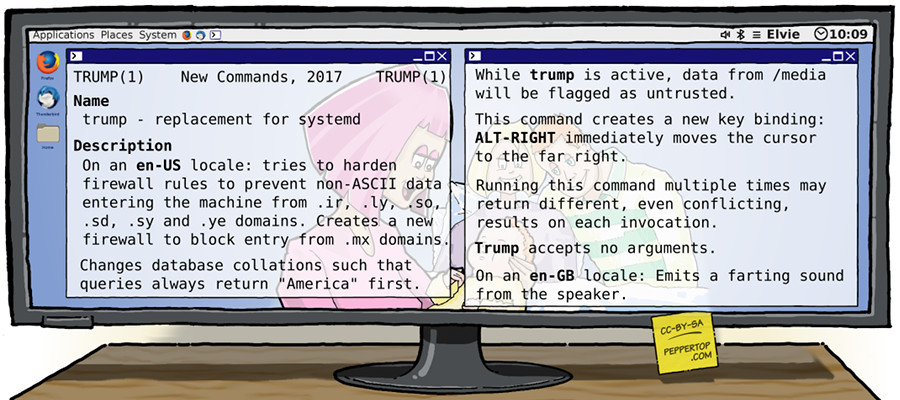 Applications Places System
Elvie
10:09
TRUMP(1) New Commands, 2017 TRUMP(1)
Name
trump - replacement for systemd
Description
On an en-US locale: tries to harden
firewall rules to prevent non-ASCII data
entering the machine from .ir, .ly, .so,
.sd, .sy and .ye domains. Creates a new
firewall to block entry from .mx domains.
Changes database collations such that
queries always return "America" first.
While trump is active, data from /media
will be flagged as untrusted.
This command creates a new key binding:
ALT-RIGHT immediately moves the cursor
to the far right.
Running this command multiple times may
return different, even conflicting,
results on each invocation.
Trump accepts no arguments.
On an en-GB locale: Emits a farting sound
from the speaker.
CC-BY-SA
PEPPERTOP
.COM